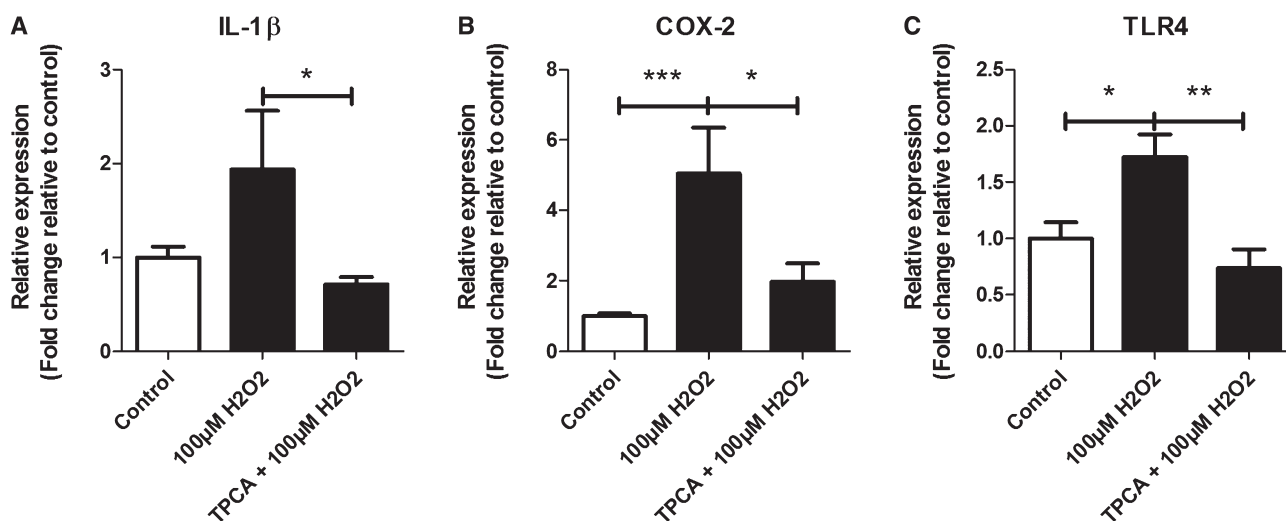 A
IL-1β
Relative expression
(Fold change relative to control)
3
2
1
0
*
Control
100µM H2O2
TPCA + 100µM H2O2
B
COX-2
Relative expression
(Fold change relative to control)
8
6
4
2
0
***
*
Control
100µM H2O2
TPCA + 100µM H2O2
C
TLR4
Relative expression
(Fold change relative to control)
2.5
2.0
1.5
1.0
0.5
0.0
*
**
Control
100µM H2O2
TPCA + 100µM H2O2